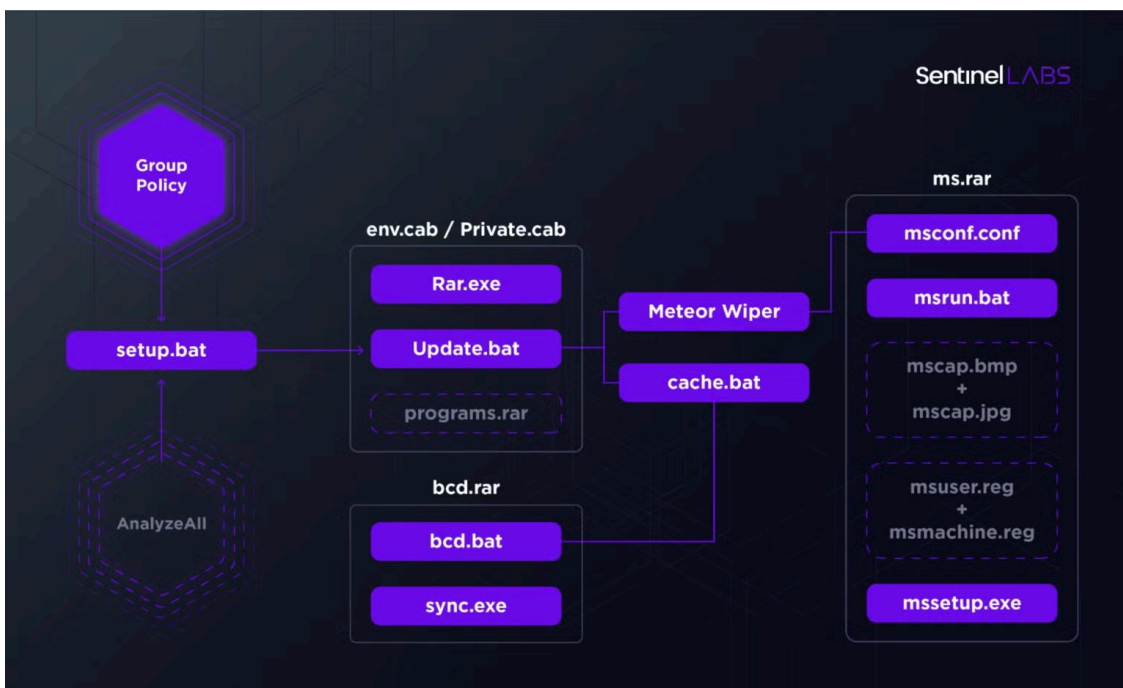 SentinelLABS
Group
Policy
setup.bat
AnalyzeAll
env.cab / Private.cab
Rar.exe
Update.bat
programs.rar
bcd.rar
bcd.bat
sync.exe
Meteor Wiper
cache.bat
ms.rar
msconf.conf
msrun.bat
mscap.bmp
+
mscap.jpg
msuser.reg
+
msmachine.reg
mssetup.exe